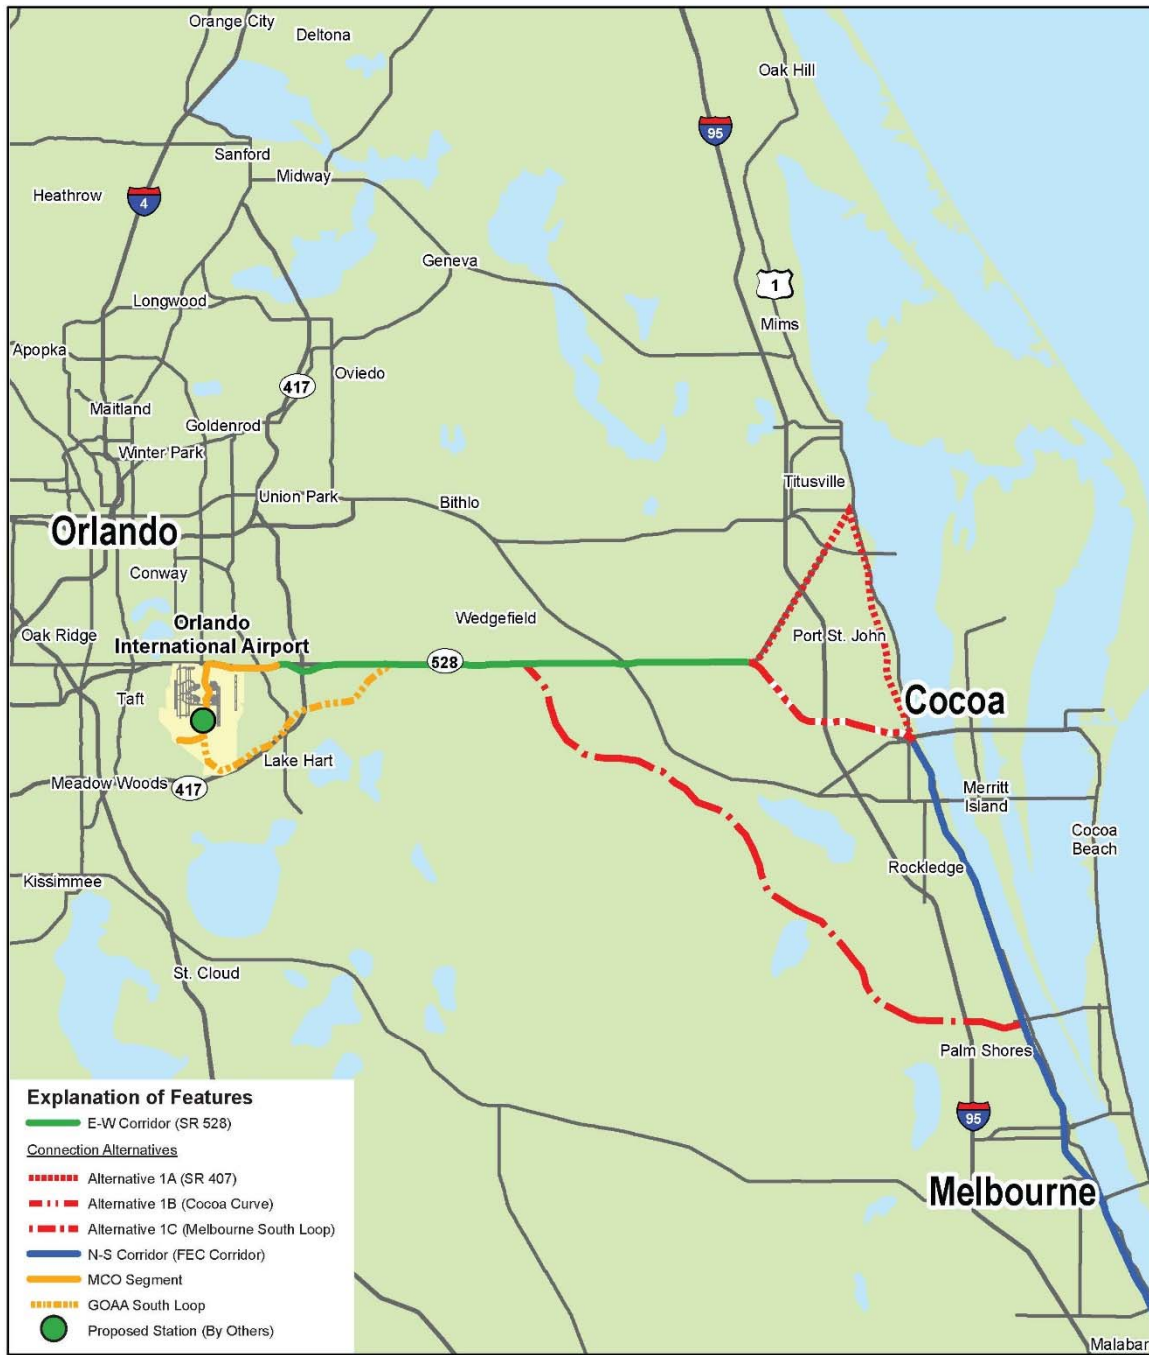 Orange City
Deltona
Oak Hill
95
Sanford
Midway
Heathrow
4
Geneva
1
Longwood
Mims
Apopka
Oviedo
417
Maitland
Goldenrod
Winter Park
Titusville
Union Park
Bithlo
Orlando
Conway
Wedgefield
Orlando
International Airport
Oak Ridge
Port St. John
528
Taft
Cocoa
Lake Hart
Meadow Woods
417
Merritt
Island
Cocoa
Beach
Rockledge
Kissimmee
St. Cloud
Palm Shores
95
Melbourne
Malabar
Explanation of Features
E-W Corridor (SR 528)
Connection Alternatives
Alternative 1A (SR 407)
Alternative 1B (Cocoa Curve)
Alternative 1C (Melbourne South Loop)
N-S Corridor (FEC Corridor)
MCO Segment
GOAA South Loop
Proposed Station (By Others)